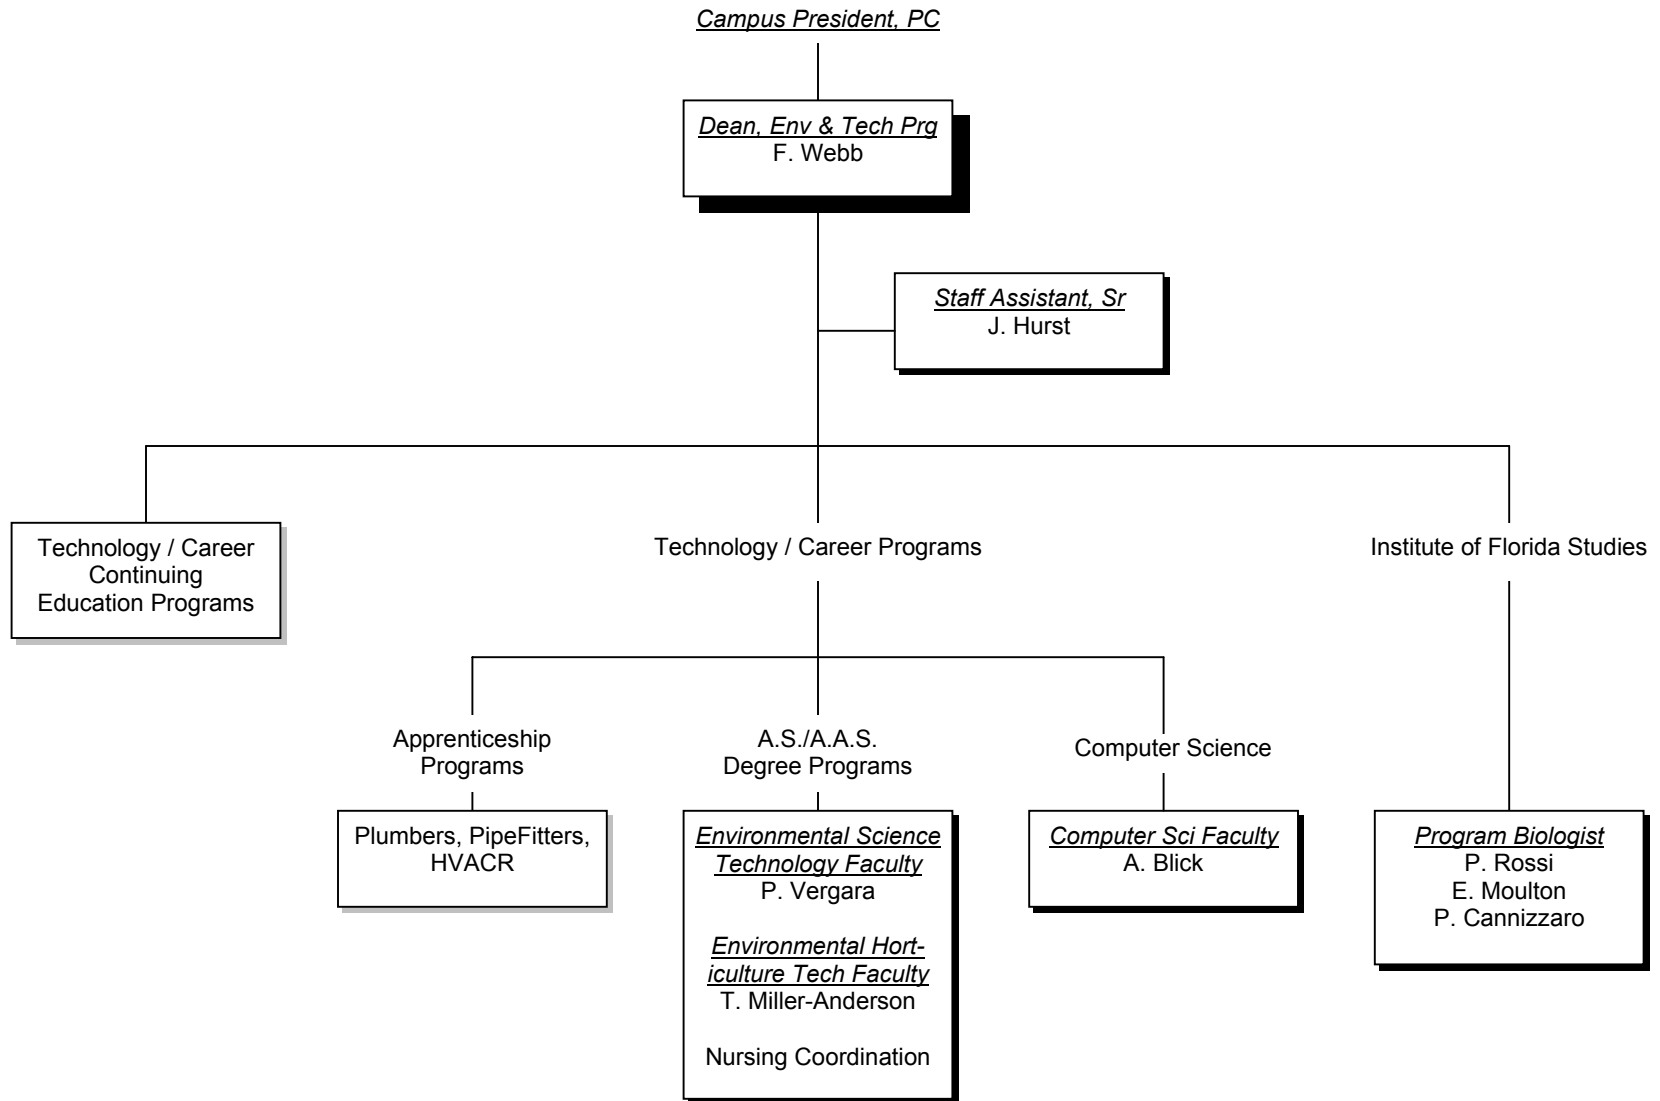 Campus President, PC
Dean, Env & Tech Prg
F. Webb
Staff Assistant, Sr
J. Hurst
Technology / Career
Continuing
Education Programs
Technology / Career Programs
Institute of Florida Studies
Apprenticeship
Programs
A.S./A.A.S.
Degree Programs
Computer Science
Plumbers, PipeFitters,
HVACR
Environmental Science
Technology Faculty
P. Vergara
Environmental Hort-
iculture Tech Faculty
T. Miller-Anderson
Nursing Coordination
Computer Sci Faculty
A. Blick
Program Biologist
P. Rossi
E. Moulton
P. Cannizzaro